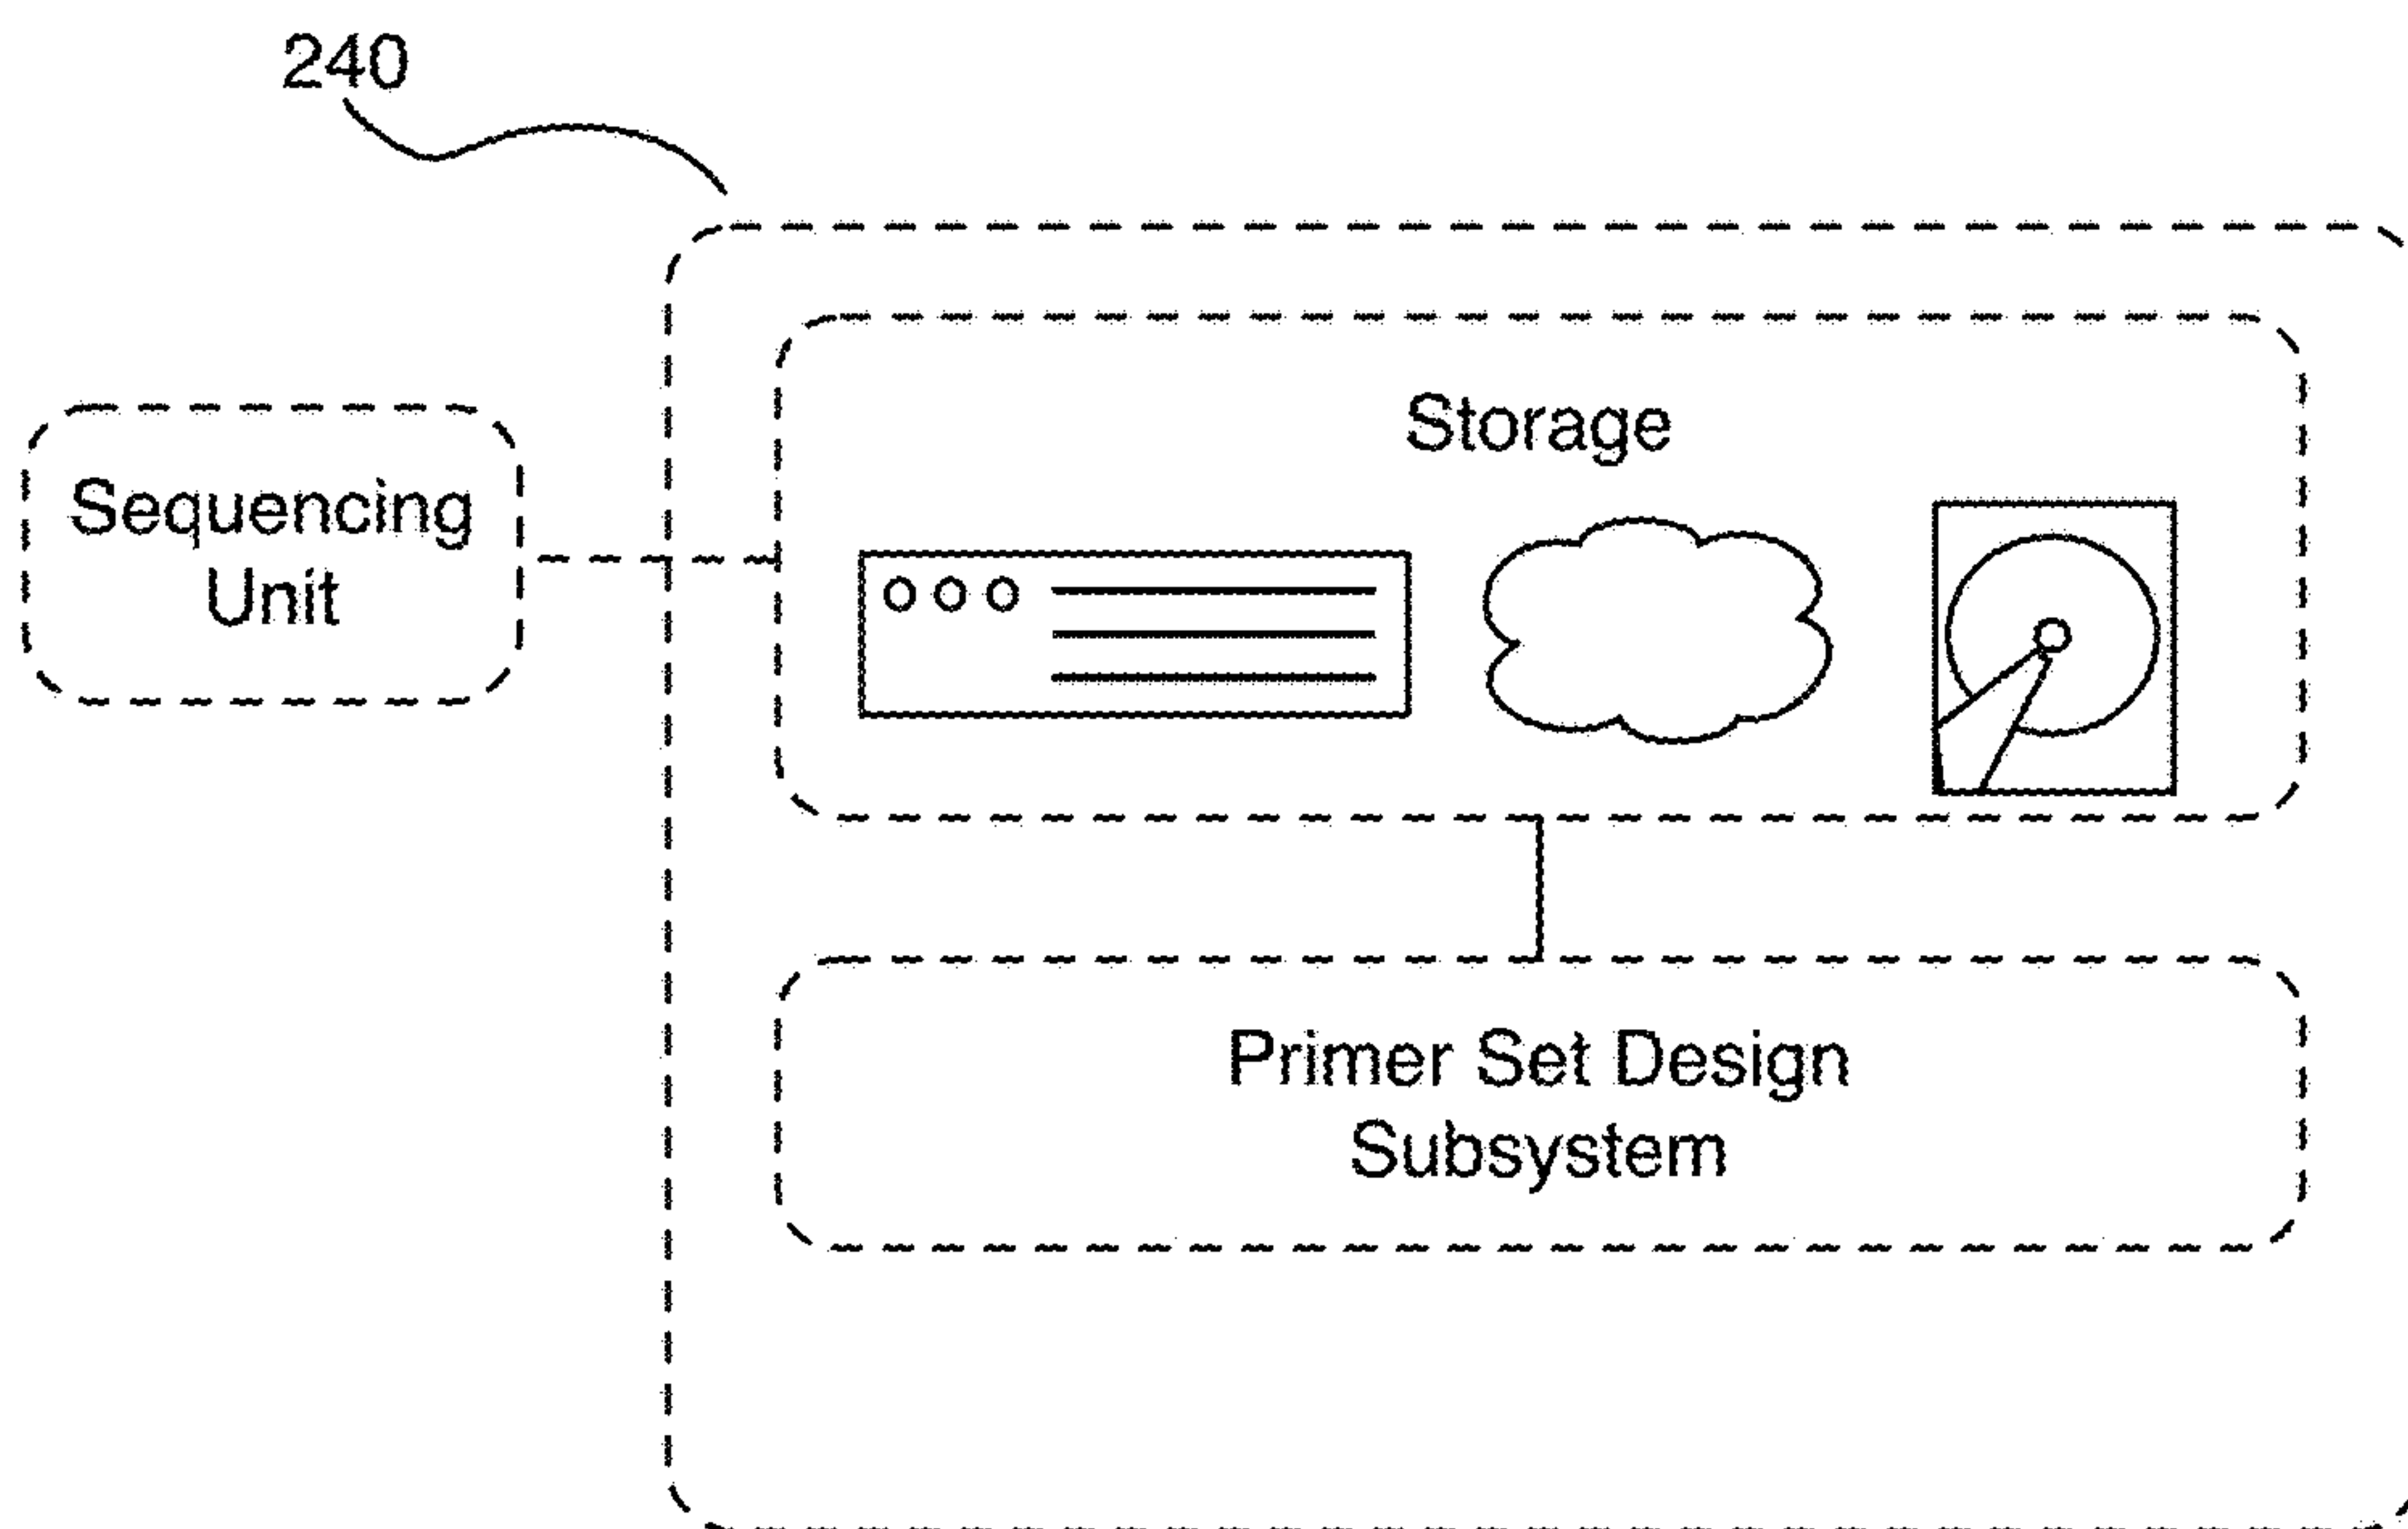 240
Storage
Sequencing
Unit
Primer Set Design
Subsystem